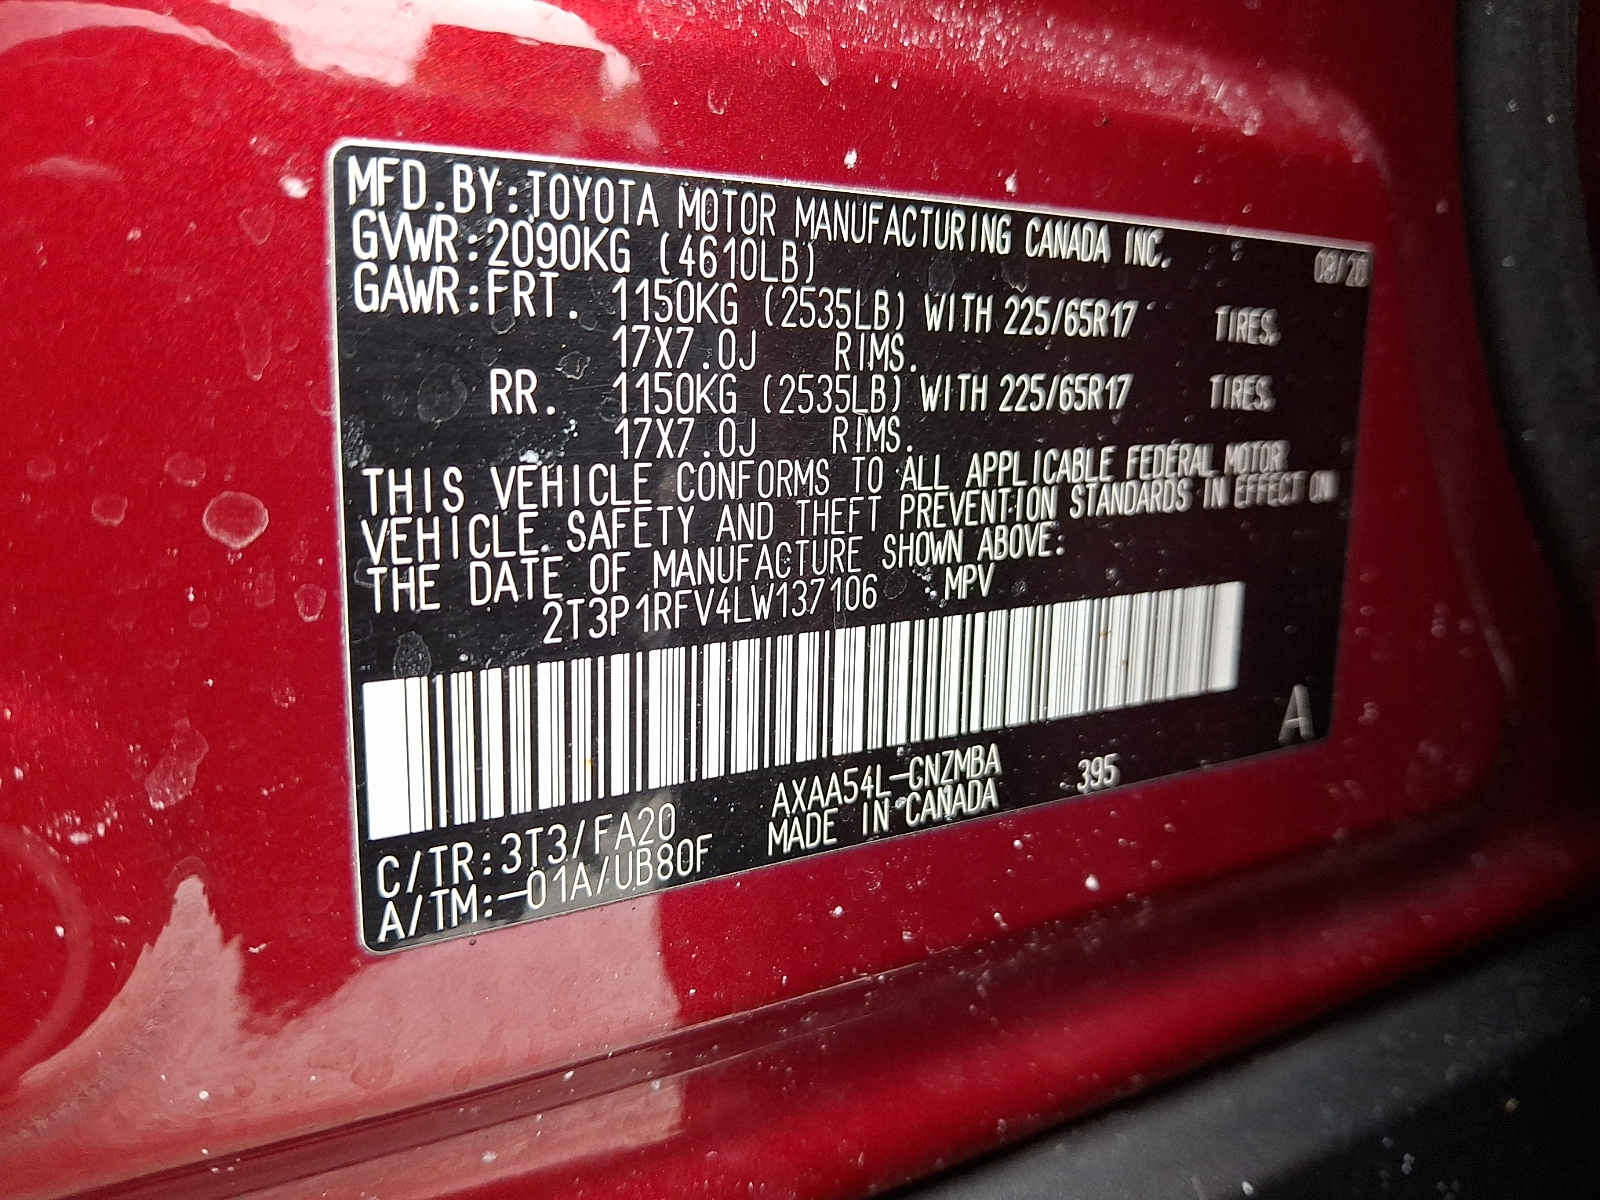 MFD.BY:TOYOTA MOTOR MANUFACTURING CANADA INC.
GVWR:2090KG (4610LB) 08/20
GAWR:FRT. 1150KG (2535LB) WITH 225/65R17 TIRES,
17X7.0J RIMS.
RR. 1150KG (2535LB) WITH 225/65R17 TIRES,
17X7.0J RIMS.
THIS VEHICLE CONFORMS TO ALL APPLICABLE FEDERAL MOTOR
VEHICLE SAFETY AND THEFT PREVENTION STANDARDS IN EFFECT ON
THE DATE OF MANUFACTURE SHOWN ABOVE:
2T3P1RFV4LW137106 MPV
A
C/TR:3T3/FA20 AXAA54L-CNZMBA 395
A/TM:-01A/UB80F MADE IN CANADA